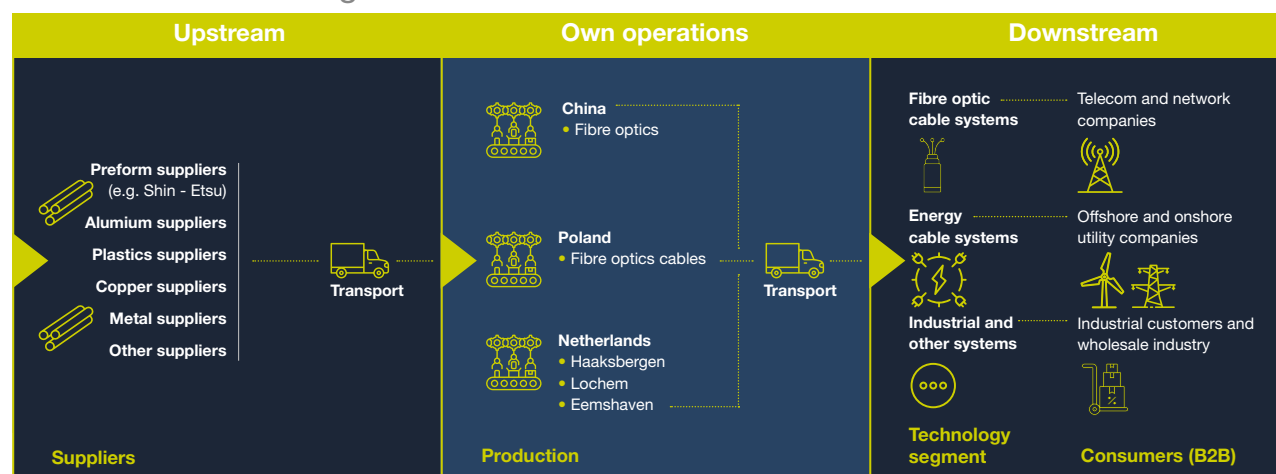 Upstream
Own operations
Downstream
Preform suppliers
(e.g. Shin - Etsu)
Alumium suppliers
Plastics suppliers
Copper suppliers
Metal suppliers
Other suppliers
Transport
Suppliers
China
• Fibre optics
Poland
• Fibre optics cables
Netherlands
• Haaksbergen
• Lochem
• Eemshaven
Transport
Production
Fibre optic
cable systems
Telecom and network
companies
Energy
cable systems
Offshore and onshore
utility companies
Industrial and
other systems
Industrial customers and
wholesale industry
%
Technology
segment
Consumers (B2B)